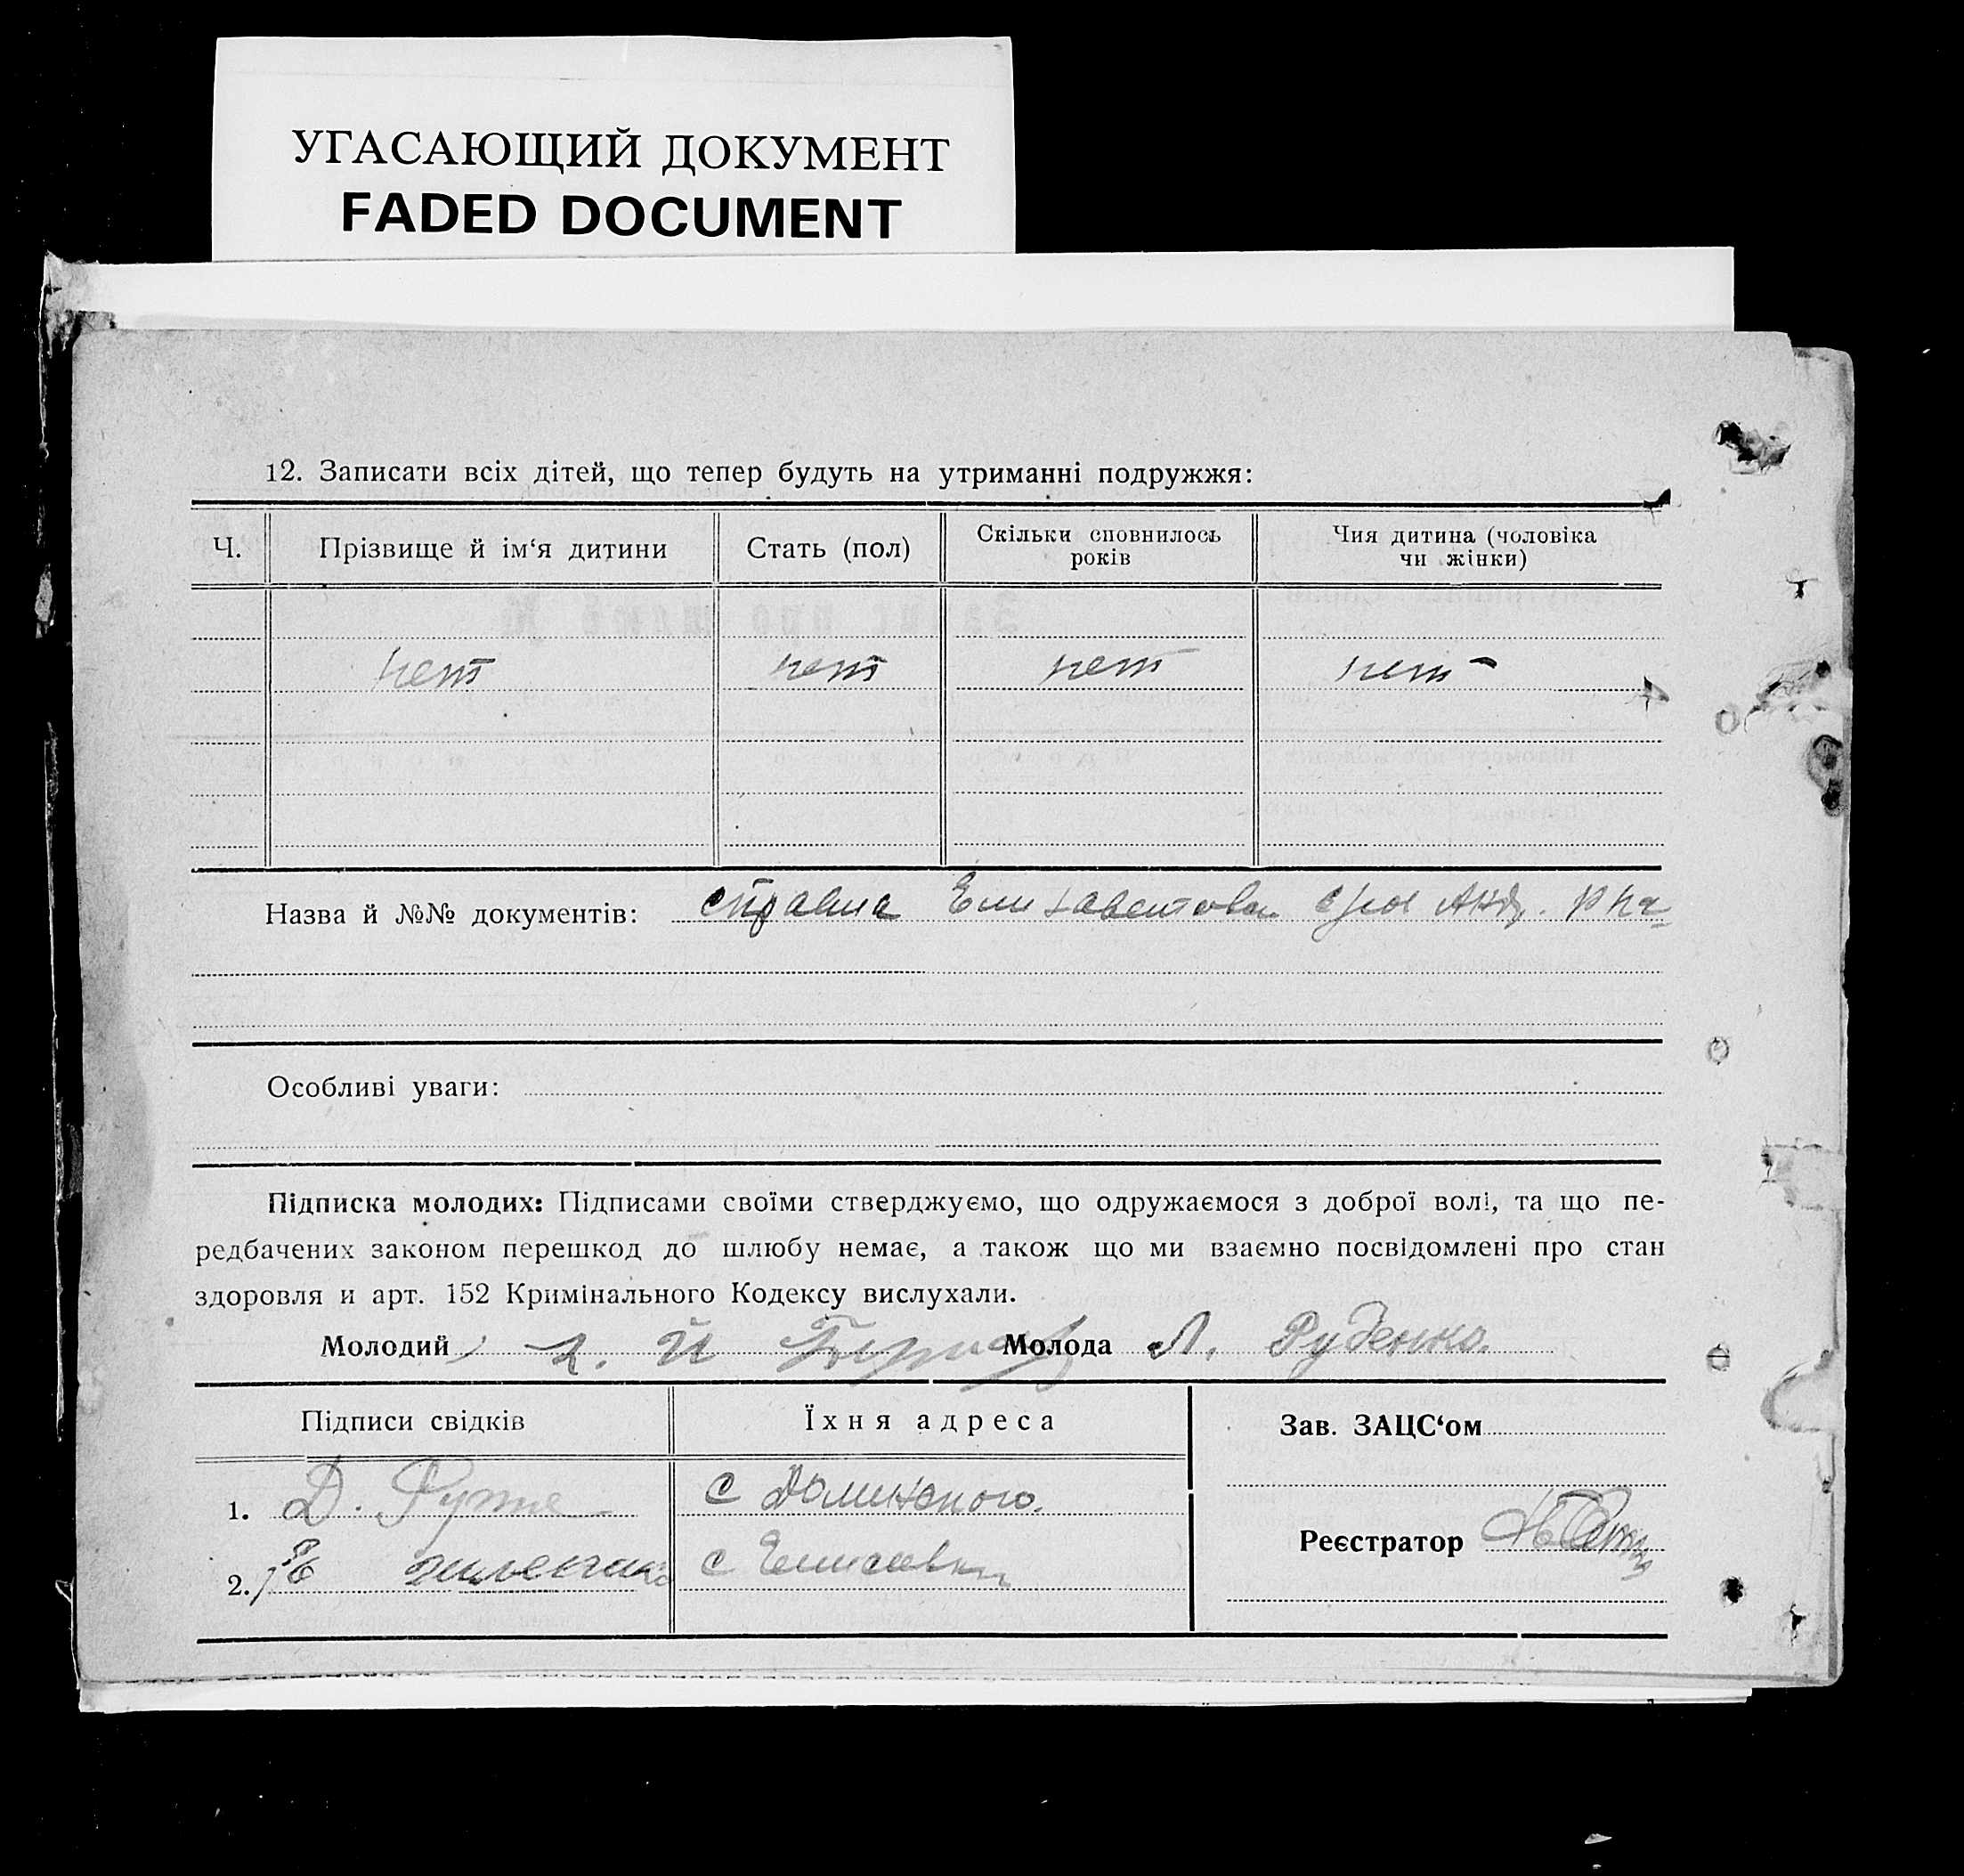 УГАСАЮЩИЙ ДОКУМЕНТ
FADED DOCUMENT
12. Записати всіх дітей, що тепер будуть на утриманні подружжя:
Ч. Прізвище й ім‘я дитини Стать (пол) Скільки сповнилось років Чия дитина (чоловіка чи жінки)
нет нет нет нет
Назва й №№ документів: справка
Особливі уваги:
Підписка молодих: Підписами своїми стверджуємо, що одружаємося з доброї волі, та що пе-
редбачених законом перешкод до шлюбу немає, а також що ми взаємно посвідомлені про стан
здоровля и арт. 152 Кримінального Кодексу вислухали.
Молодий Молода Л. Руденко.
Підписи свідків Їхня адреса Зав. ЗАЦС‘ом
1. Д. с
Реєстратор
2. с